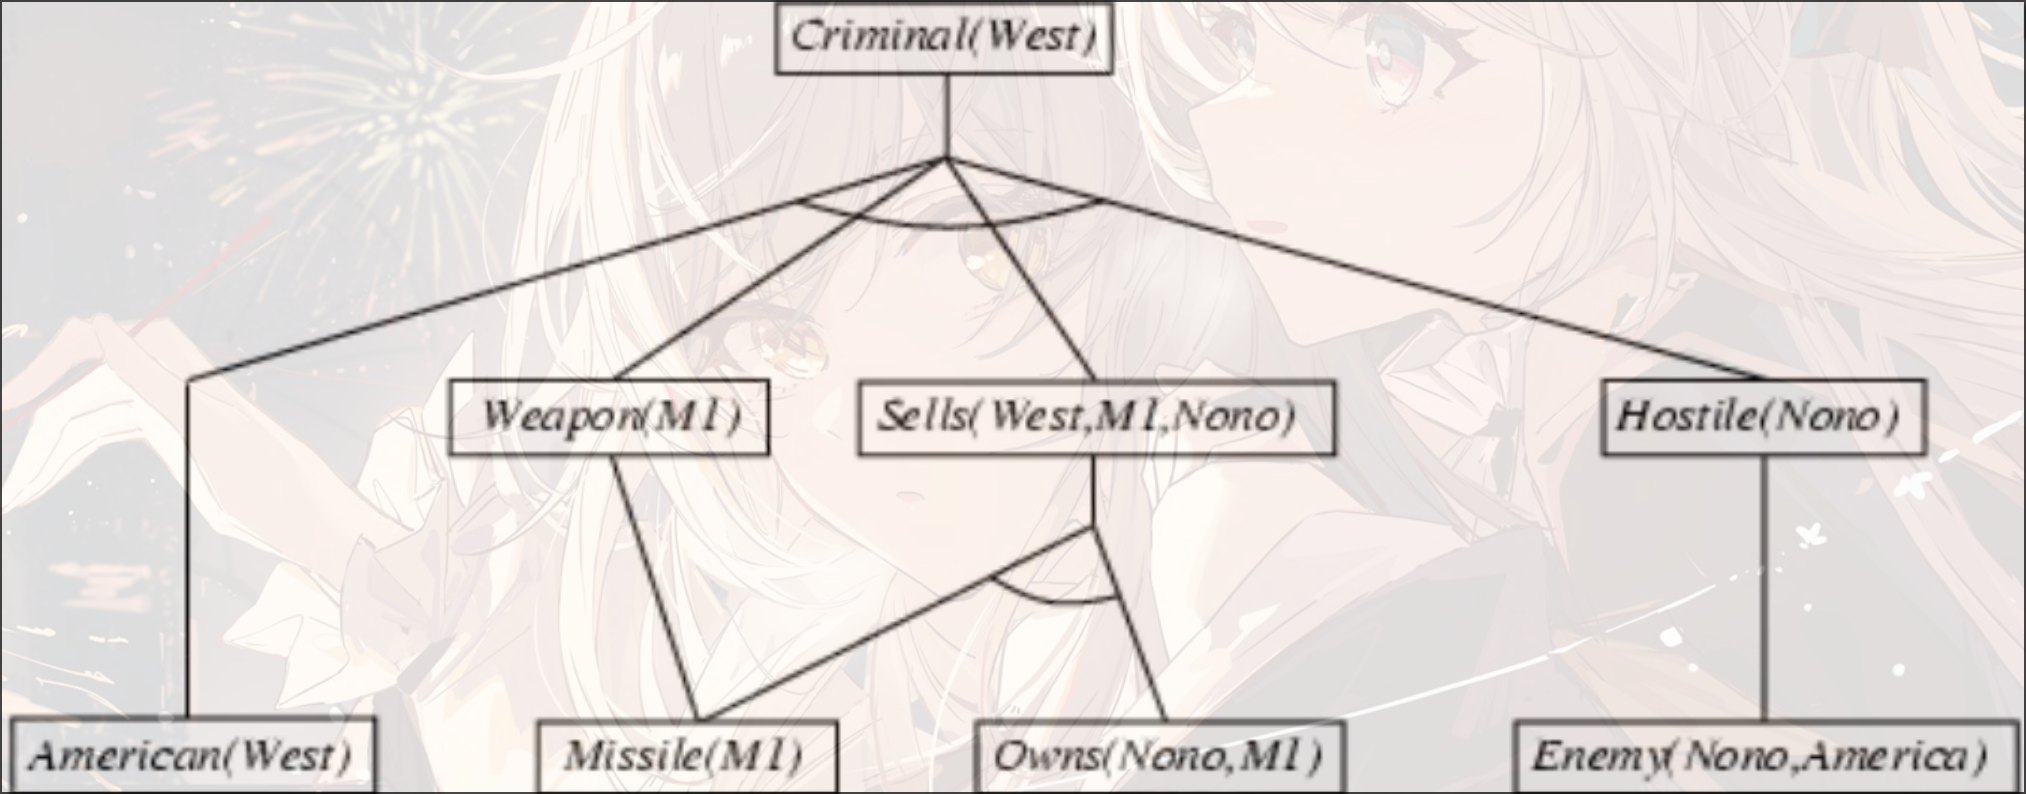 Criminal(West)
Weapon(M1)
Sells(West,M1,Nono)
Hostile(Nono)
American(West)
Missile(M1)
Owns(Nono,M1)
Enemy(Nono,America)